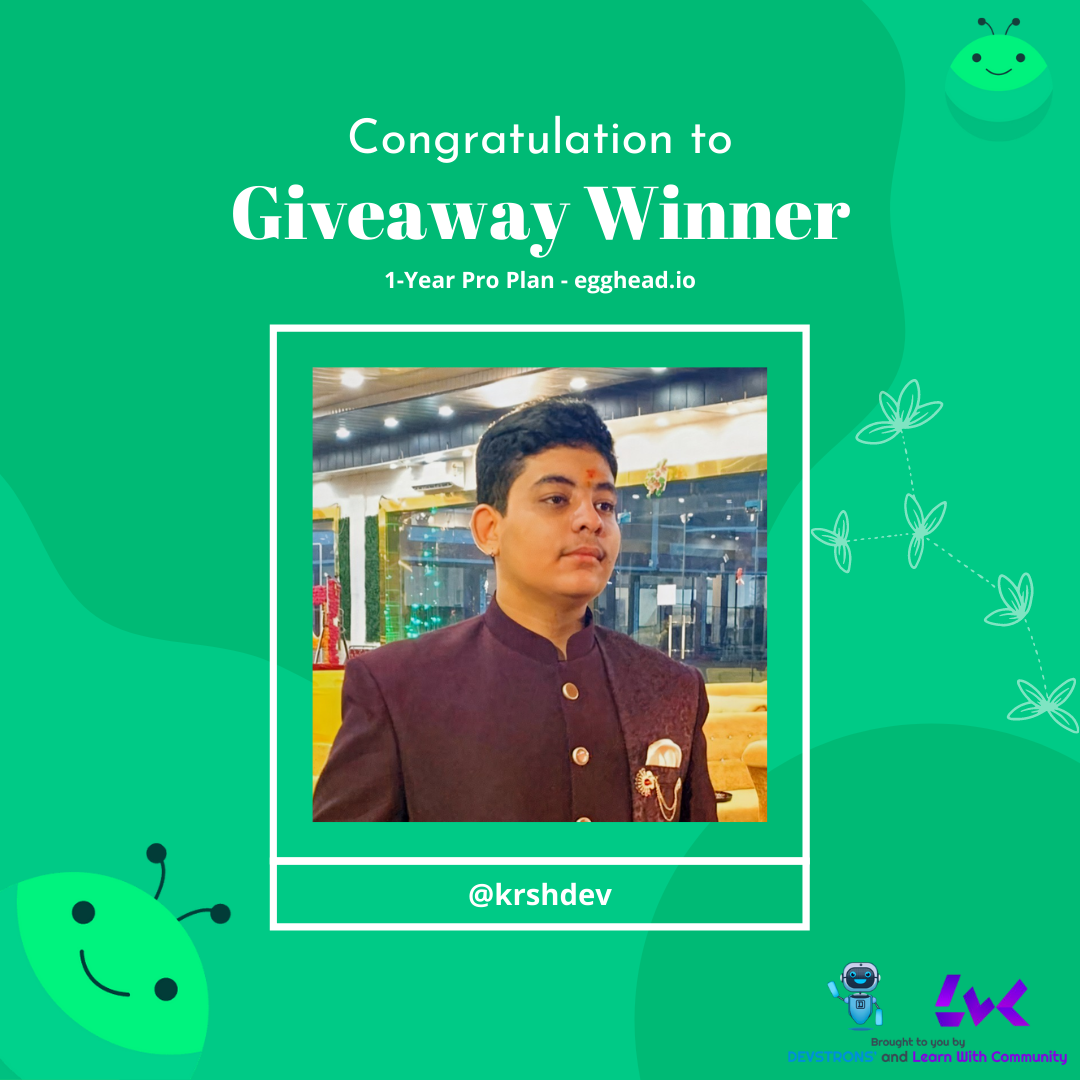 Congratulation to
Giveaway Winner
1-Year Pro Plan - egghead.io
@krshdev
Brought to you by
DEVSTRONS' and Learn With Community